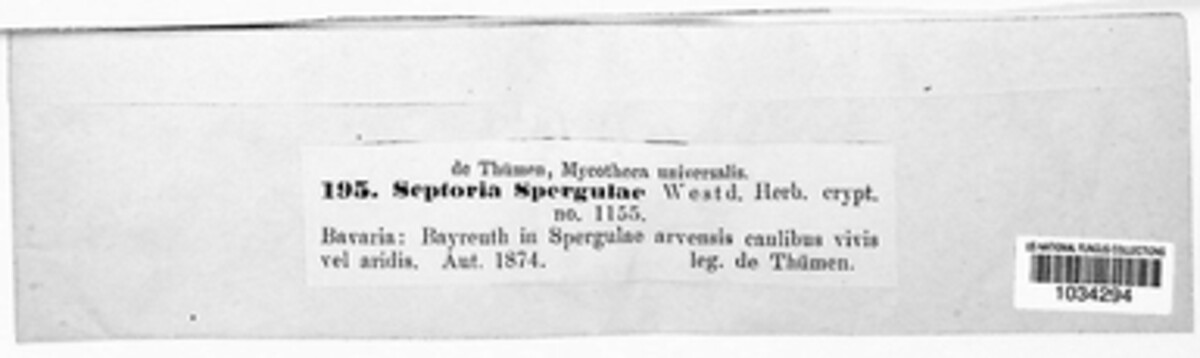 de Thümen, Mycotheca universalis.
195. Septoria Spergulae Westd. Herb. crypt.
no. 1155.
Bavaria: Bayreuth in Spergulae arvensis caulibus vivis
vel aridis. Aut. 1874. leg. de Thümen.
US NATIONAL FUNGUS COLLECTIONS
1034294